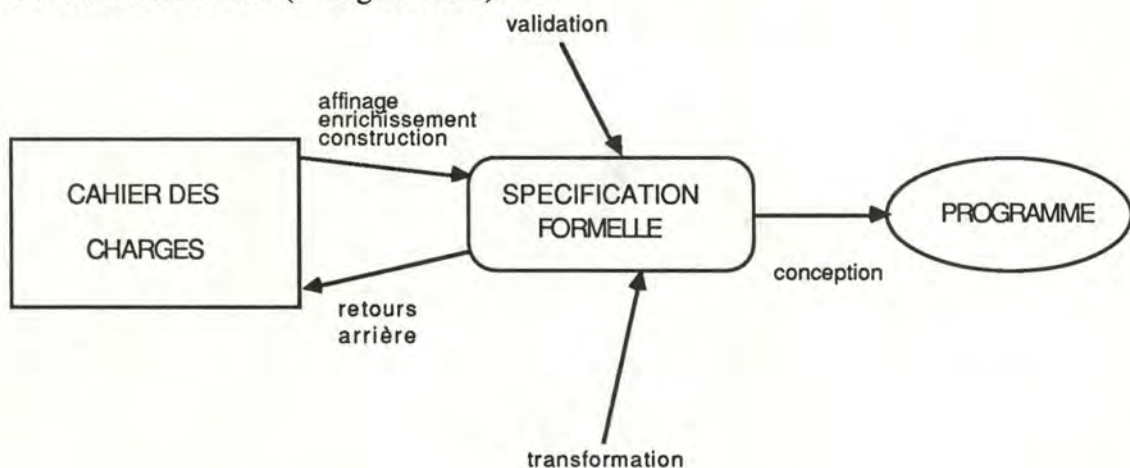 validation
affinage
enrichissement
construction
CAHIER DES
CHARGES
SPECIFICATION
FORMELLE
PROGRAMME
conception
retours
arrière
transformation